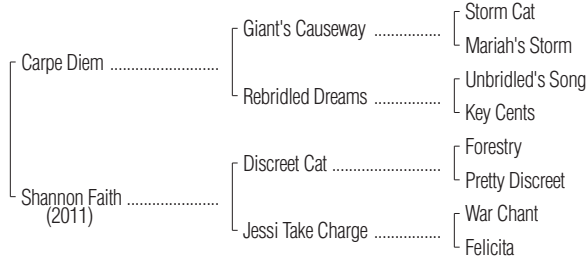 Storm Cat
Giant's Causeway ..................
Mariah's Storm
Carpe Diem ........................
Unbridled's Song
Rebridled Dreams ...............
Key Cents
Forestry
Discreet Cat ........................
Pretty Discreet
Shannon Faith ....................
(2011)
War Chant
Jessi Take Charge ...............
Felicita